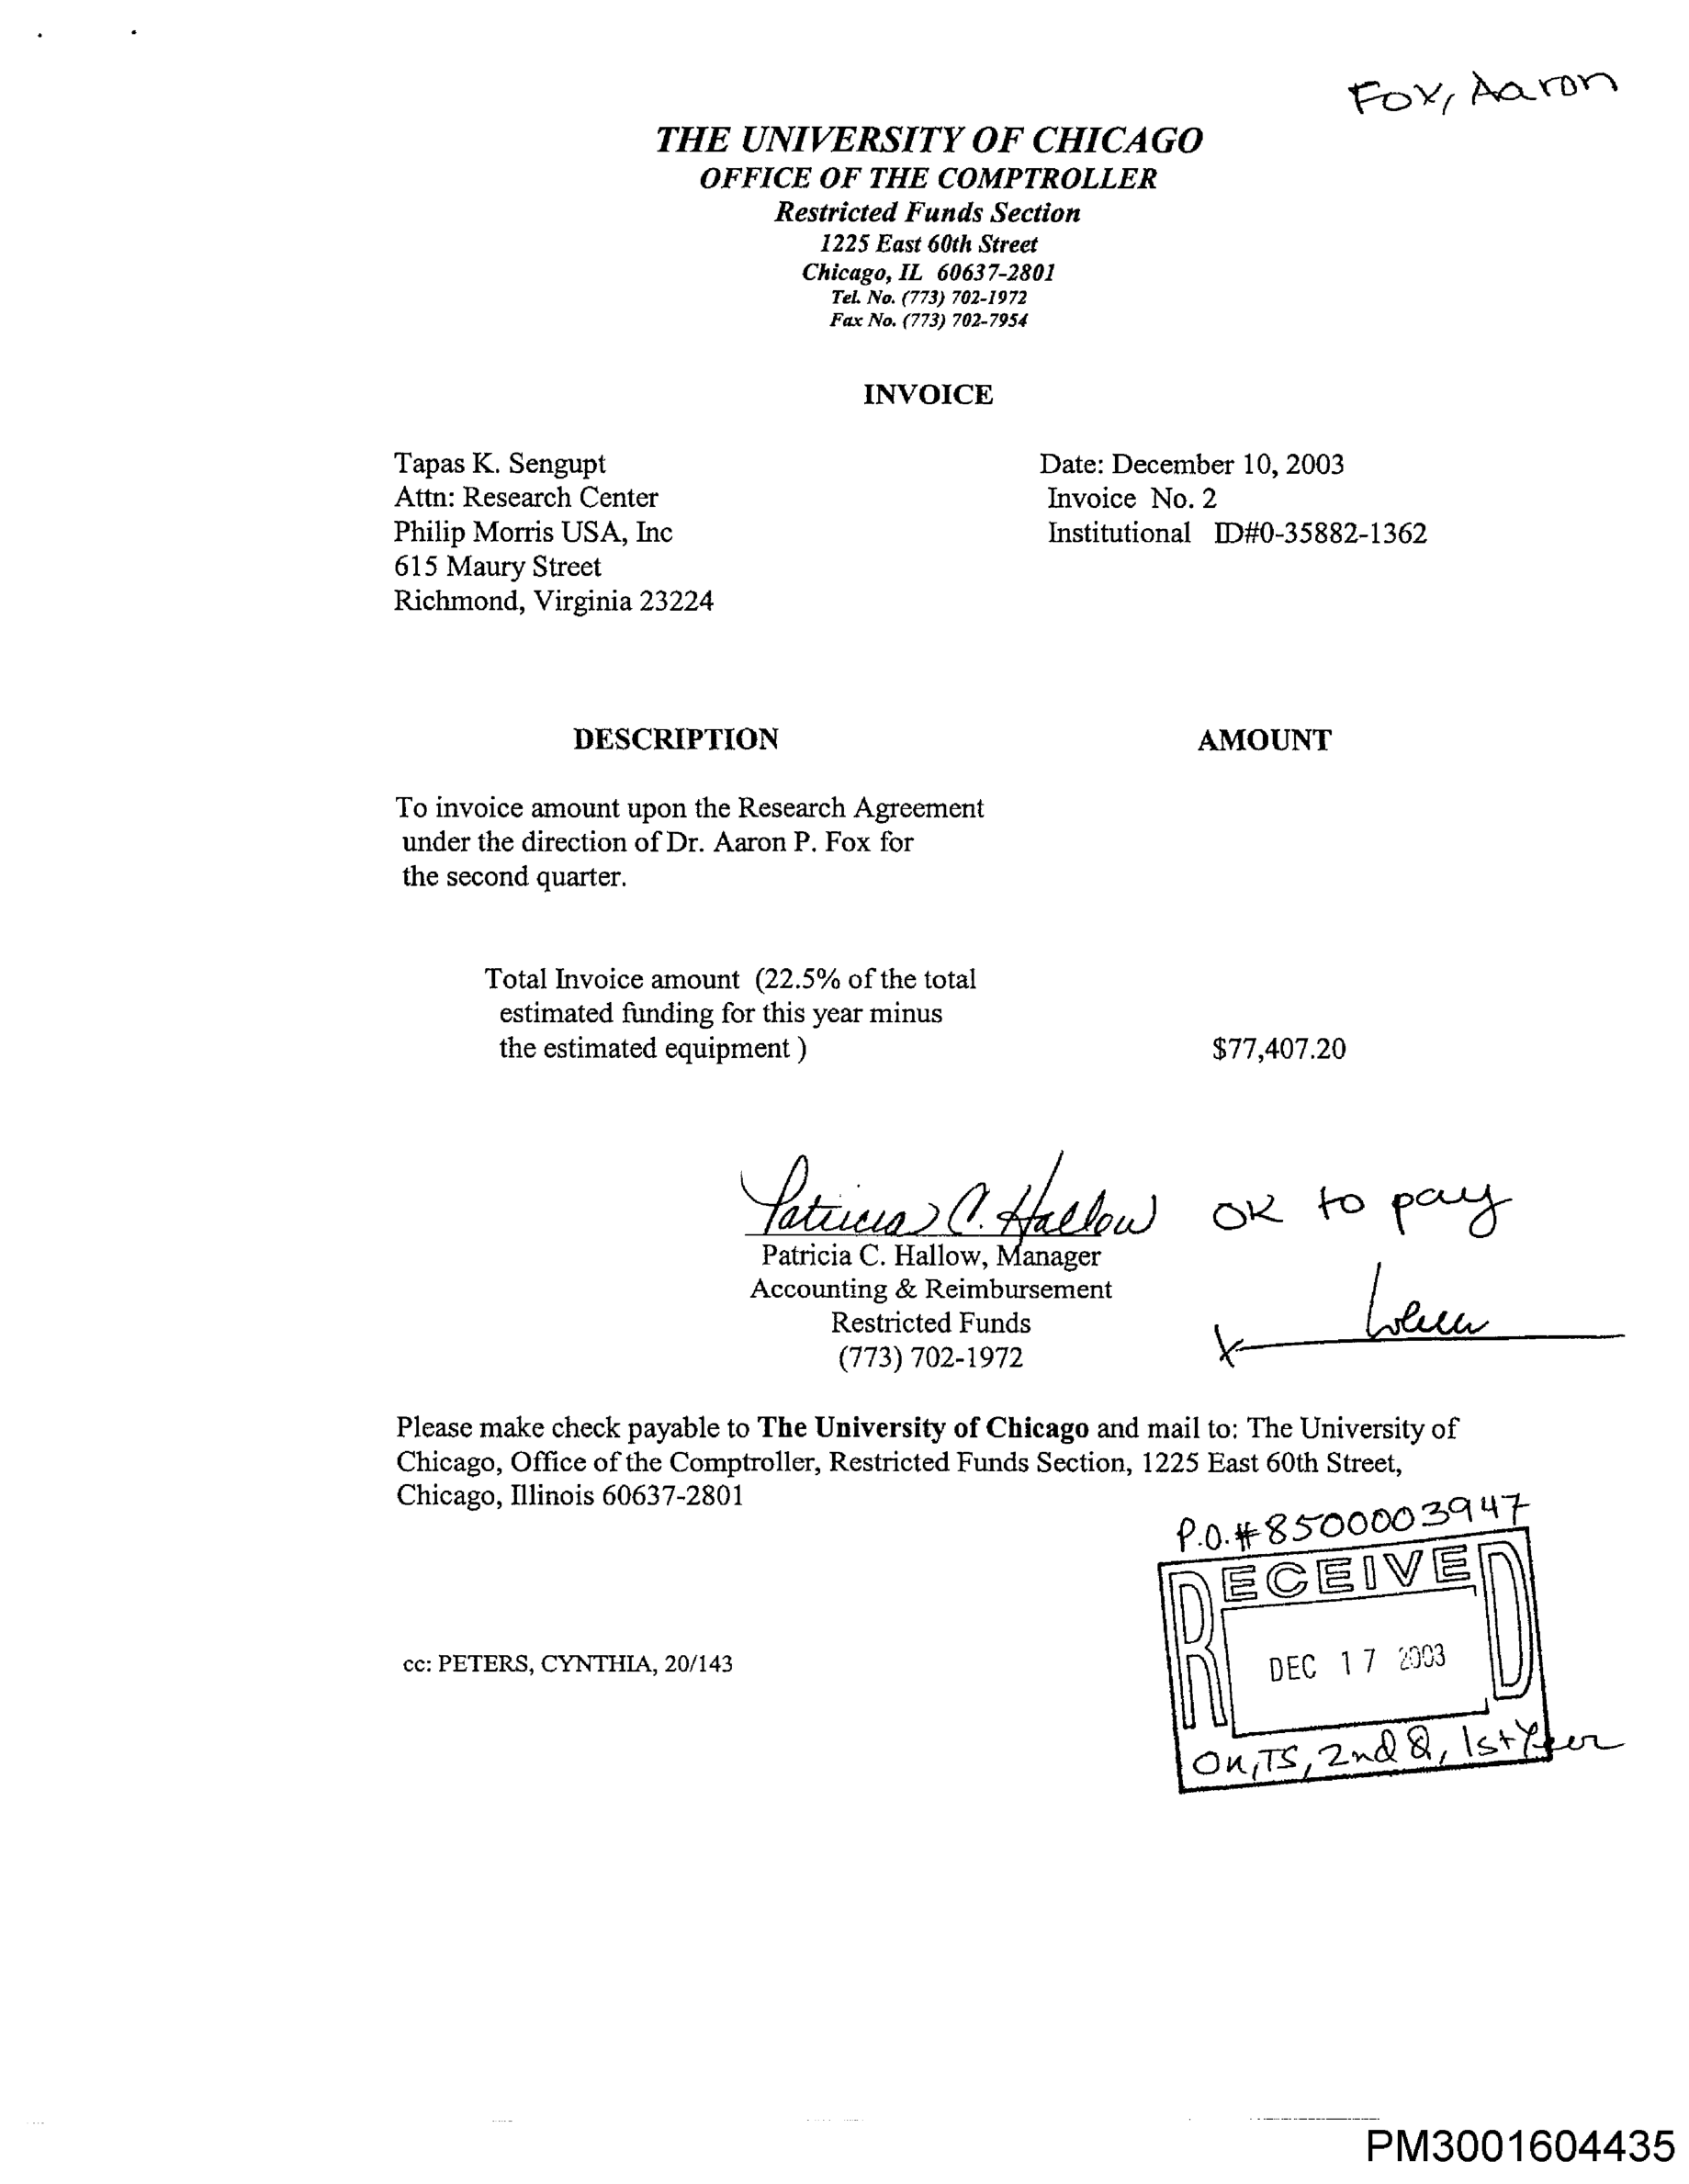 Fox, Aaron
THE UNIVERSITY OF CHICAGO
OFFICE OF THE COMPTROLLER
Restricted Funds Section
1225 East 60th Street
Chicago, IL 60637-2801
Tel. No. (773) 702-1972
Fax No. (773) 702-7954
INVOICE
Tapas K. Sengupt
Attn: Research Center
Philip Morris USA, Inc
615 Maury Street
Richmond, Virginia 23224
Date: December 10, 2003
Invoice No. 2
Institutional ID#0-35882-1362
DESCRIPTION AMOUNT
To invoice amount upon the Research Agreement
under the direction of Dr. Aaron P. Fox for
the second quarter.
Total Invoice amount (22.5% of the total
estimated funding for this year minus
the estimated equipment ) $77,407.20
Patricia C. Hallow OK to pay
Patricia C. Hallow, Manager
Accounting & Reimbursement
Restricted Funds
(773) 702-1972
X
Please make check payable to The University of Chicago and mail to: The University of
Chicago, Office of the Comptroller, Restricted Funds Section, 1225 East 60th Street,
Chicago, Illinois 60637-2801
P.O.#8500003947
RECEIVED
DEC 17 2003
cc: PETERS, CYNTHIA, 20/143
TS, 2nd Q, 1st Year
PM3001604435